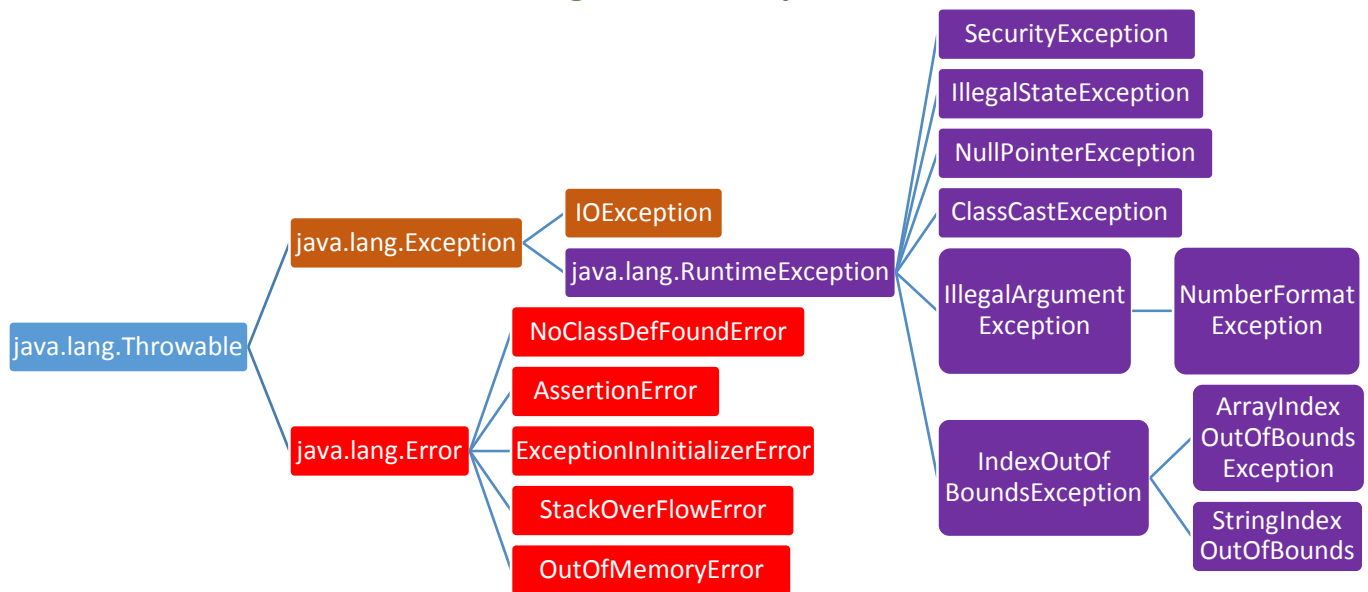 SecurityException
IllegalStateException
NullPointerException
ClassCastException
IOException
java.lang.Exception
java.lang.RuntimeException
IllegalArgument
Exception
NumberFormat
Exception
java.lang.Throwable
NoClassDefFoundError
AssertionError
java.lang.Error
ExceptionInInitializerError
StackOverFlowError
OutOfMemoryError
IndexOutOf
BoundsException
ArrayIndex
OutOfBounds
Exception
StringIndex
OutOfBounds